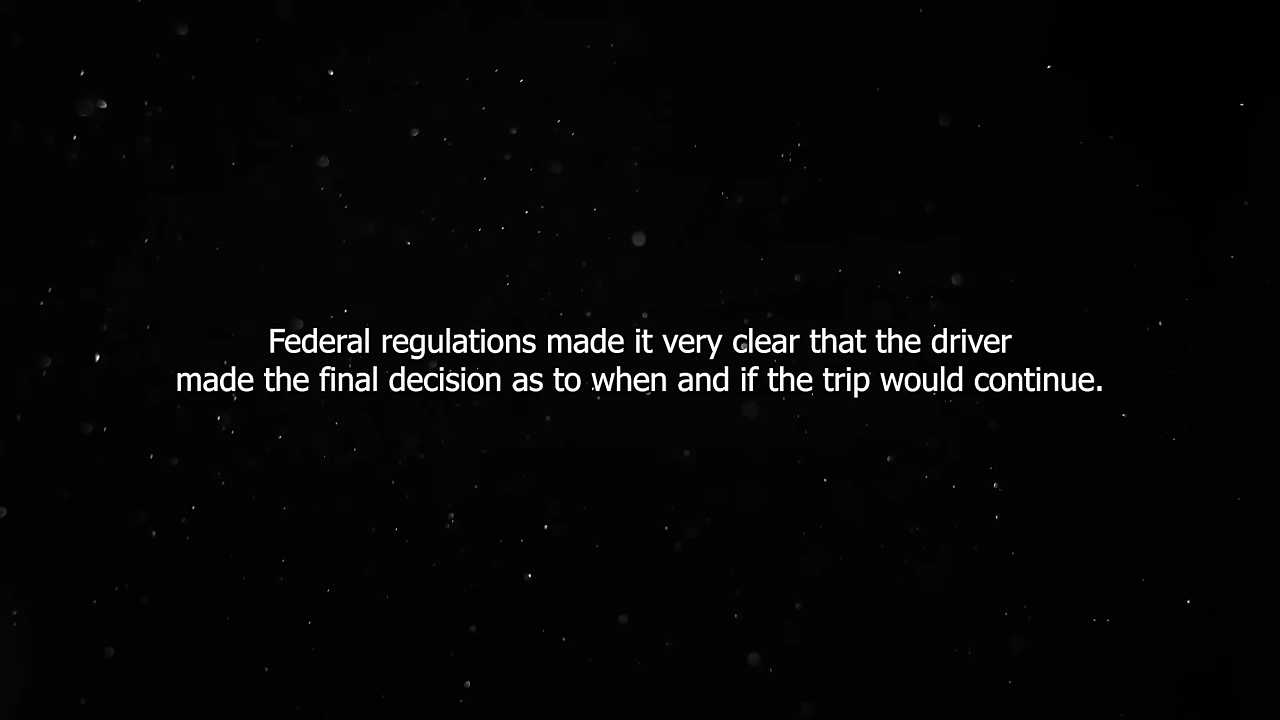 Federal regulations made it very clear that the driver
made the final decision as to when and if the trip would continue.